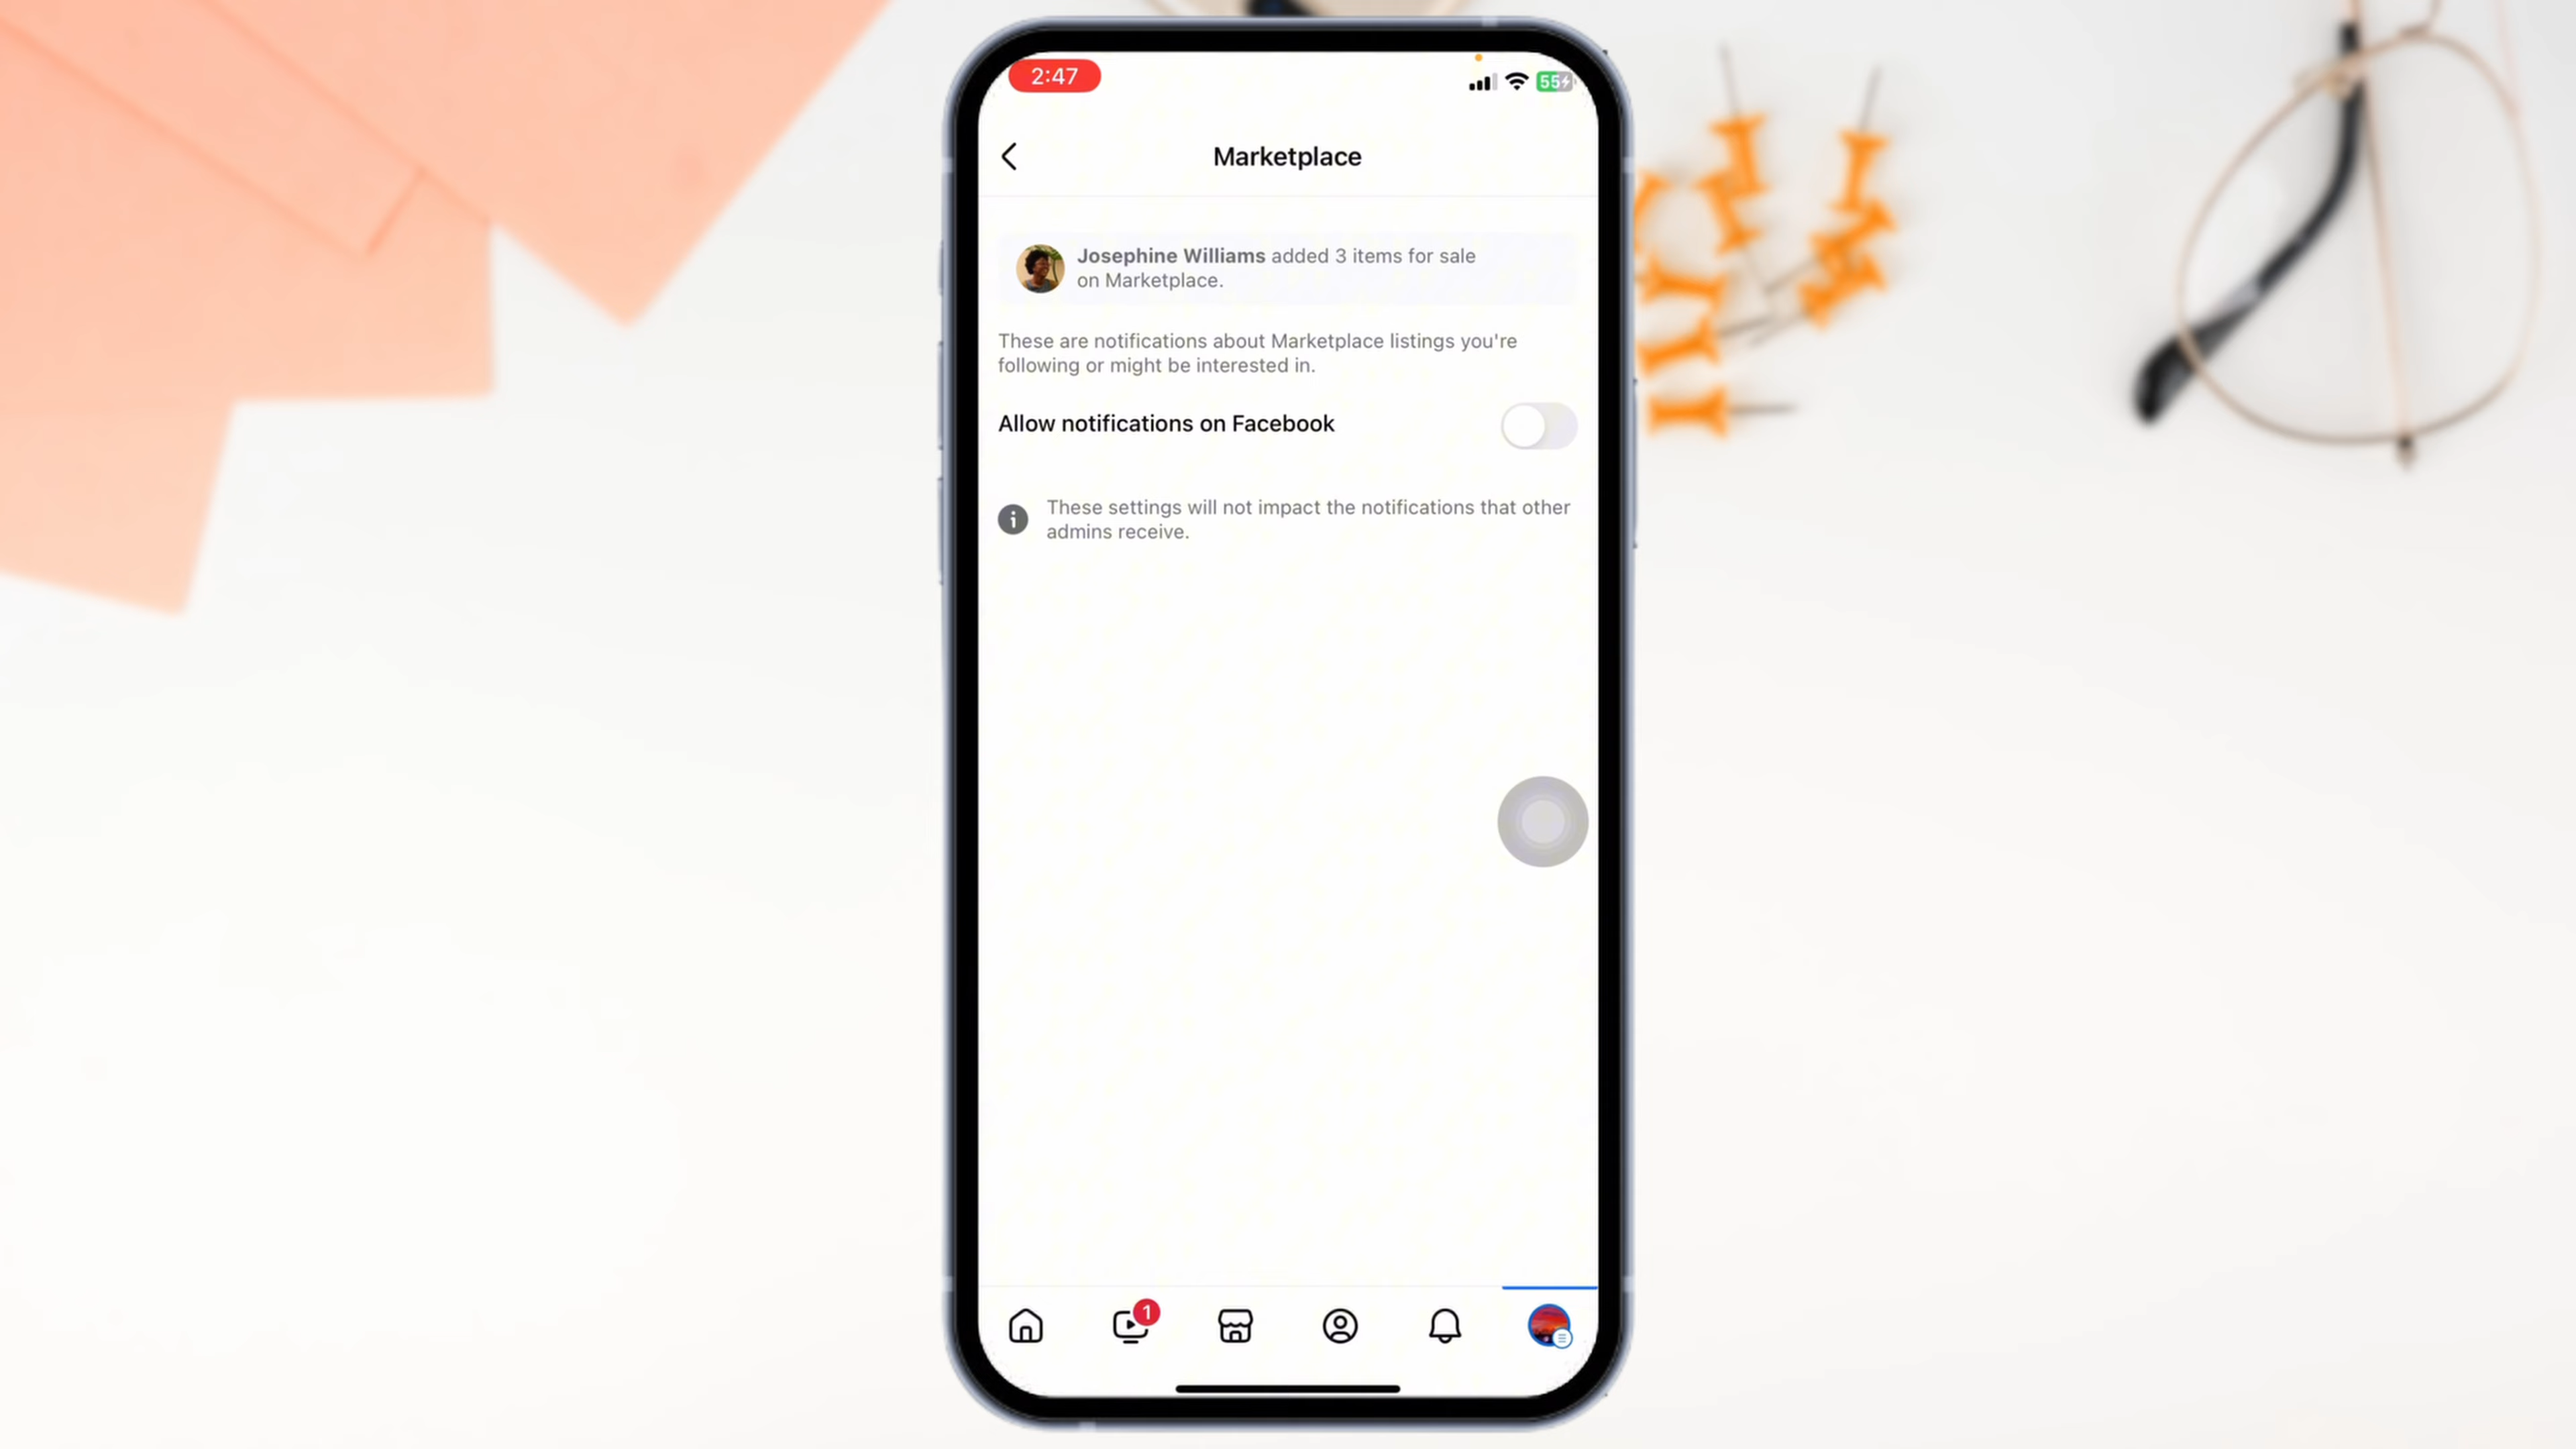 2:47
55
Marketplace
Josephine Williams added 3 items for sale
on Marketplace.
These are notifications about Marketplace listings you're
following or might be interested in.
Allow notifications on Facebook
These settings will not impact the notifications that other
admins receive.
1